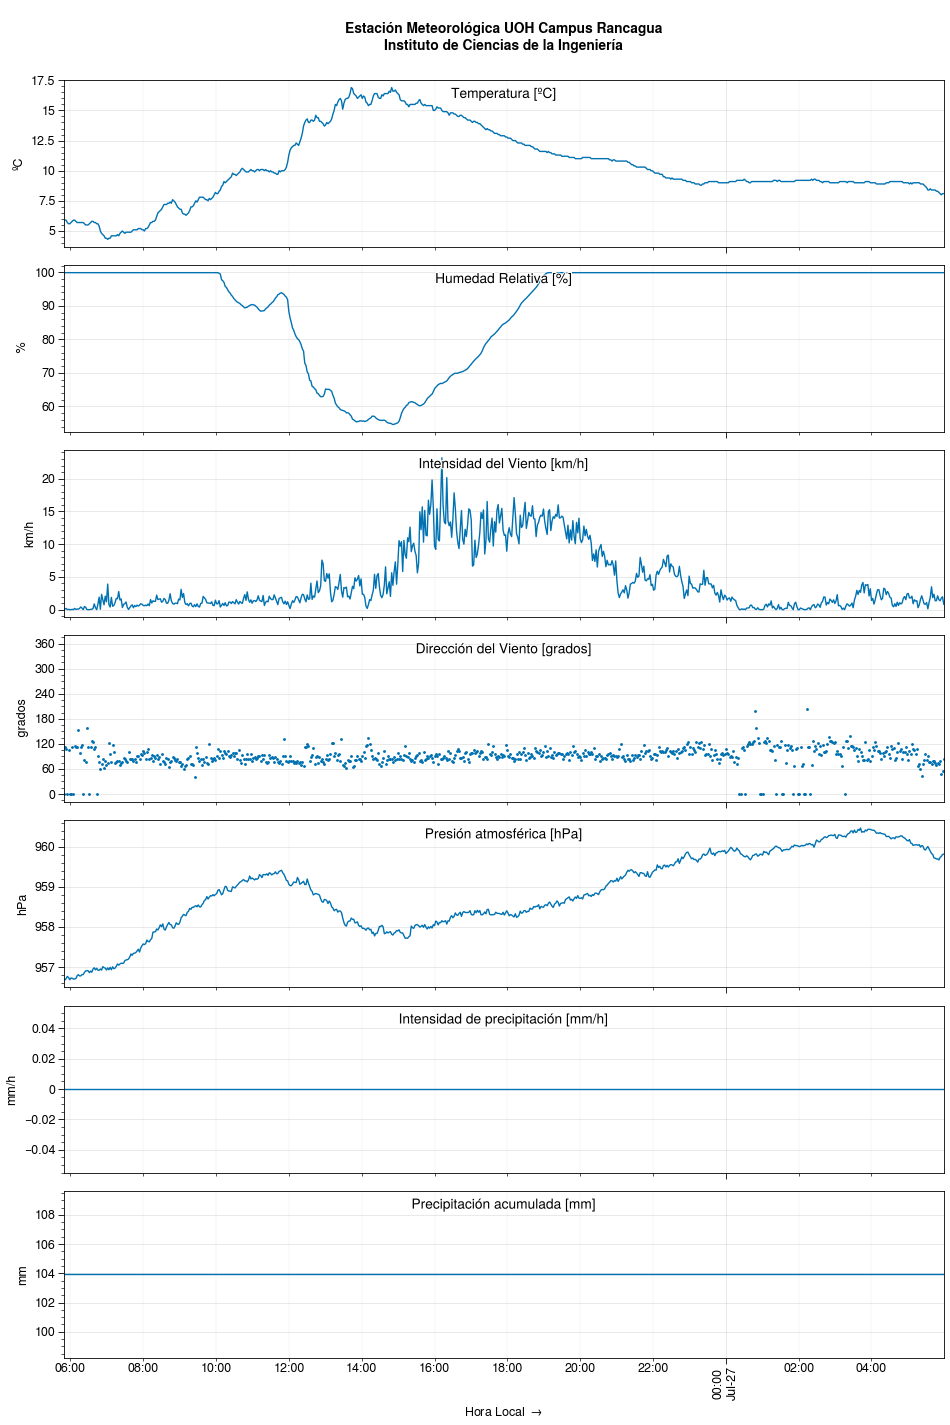 Estación Meteorológica UOH Campus Rancagua
Instituto de Ciencias de la Ingeniería
Temperatura [ºC]
17.5
15
12.5
10
7.5
5
ºC
Humedad Relativa [%]
100
90
80
70
60
%
Intensidad del Viento [km/h]
20
15
10
5
0
km/h
Dirección del Viento [grados]
360
300
240
180
120
60
0
grados
Presión atmosférica [hPa]
960
959
958
957
hPa
Intensidad de precipitación [mm/h]
0.04
0.02
0
−0.02
−0.04
mm/h
Precipitación acumulada [mm]
108
106
104
102
100
mm
06:00 08:00 10:00 12:00 14:00 16:00 18:00 20:00 22:00 00:00 02:00 04:00
Jul-27
Hora Local →